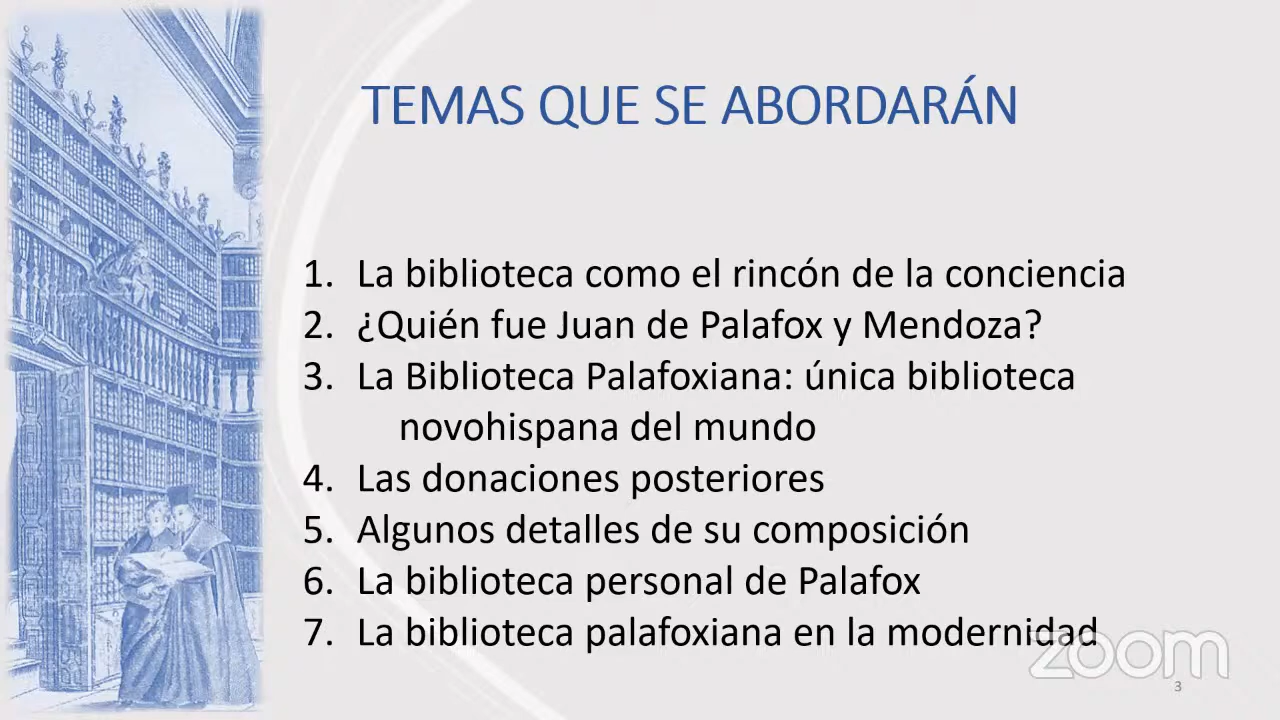 TEMAS QUE SE ABORDARÁN
1. La biblioteca como el rincón de la conciencia
2. ¿Quién fue Juan de Palafox y Mendoza?
3. La Biblioteca Palafoxiana: única biblioteca
novohispana del mundo
4. Las donaciones posteriores
5. Algunos detalles de su composición
6. La biblioteca personal de Palafox
7. La biblioteca palafoxiana en la modernidad
zoom
3